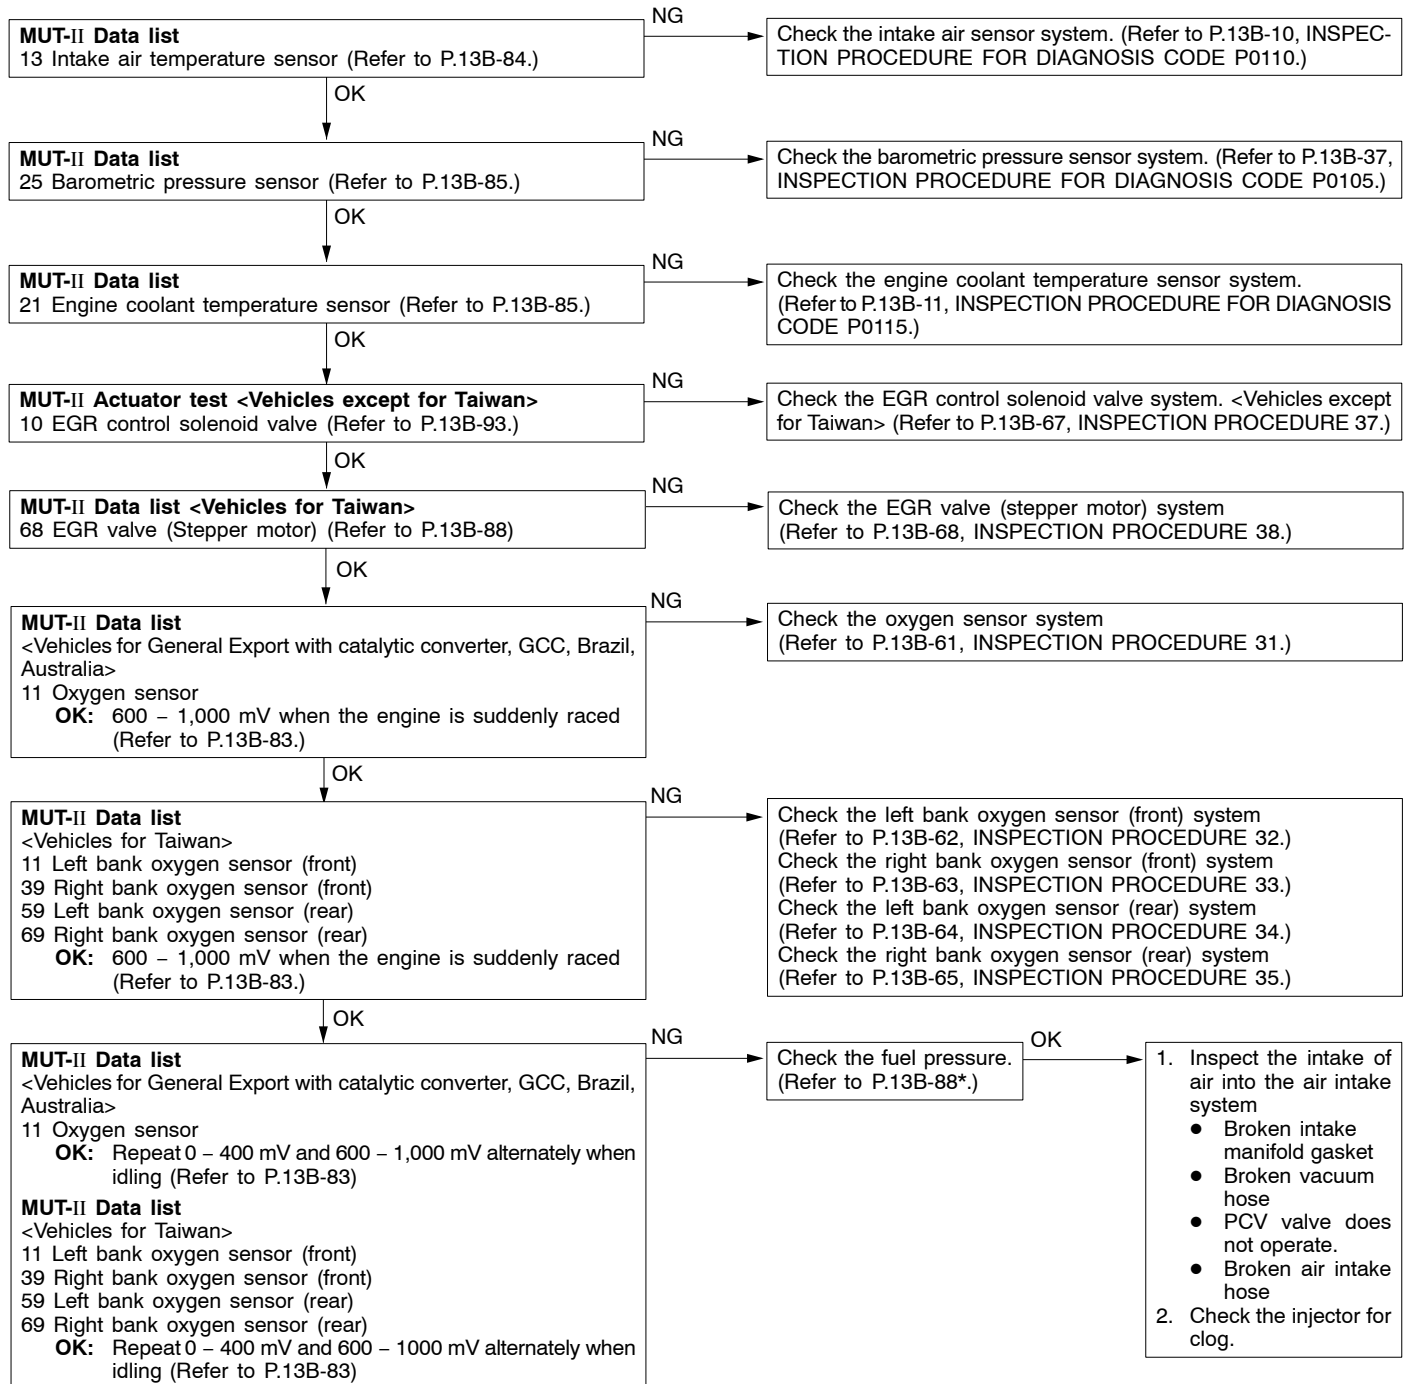 MUT-II Data list
13 Intake air temperature sensor (Refer to P.13B-84.)
NG
Check the intake air sensor system. (Refer to P.13B-10, INSPEC-
TION PROCEDURE FOR DIAGNOSIS CODE P0110.)
OK
MUT-II Data list
25 Barometric pressure sensor (Refer to P.13B-85.)
NG
Check the barometric pressure sensor system. (Refer to P.13B-37,
INSPECTION PROCEDURE FOR DIAGNOSIS CODE P0105.)
OK
MUT-II Data list
21 Engine coolant temperature sensor (Refer to P.13B-85.)
NG
Check the engine coolant temperature sensor system.
(Refer to P.13B-11, INSPECTION PROCEDURE FOR DIAGNOSIS
CODE P0115.)
OK
MUT-II Actuator test <Vehicles except for Taiwan>
10 EGR control solenoid valve (Refer to P.13B-93.)
NG
Check the EGR control solenoid valve system. <Vehicles except
for Taiwan> (Refer to P.13B-67, INSPECTION PROCEDURE 37.)
OK
MUT-II Data list <Vehicles for Taiwan>
68 EGR valve (Stepper motor) (Refer to P.13B-88)
NG
Check the EGR valve (stepper motor) system
(Refer to P.13B-68, INSPECTION PROCEDURE 38.)
OK
MUT-II Data list
<Vehicles for General Export with catalytic converter, GCC, Brazil,
Australia>
11 Oxygen sensor
OK: 600 – 1,000 mV when the engine is suddenly raced
(Refer to P.13B-83.)
NG
Check the oxygen sensor system
(Refer to P.13B-61, INSPECTION PROCEDURE 31.)
OK
MUT-II Data list
<Vehicles for Taiwan>
11 Left bank oxygen sensor (front)
39 Right bank oxygen sensor (front)
59 Left bank oxygen sensor (rear)
69 Right bank oxygen sensor (rear)
OK: 600 – 1,000 mV when the engine is suddenly raced
(Refer to P.13B-83.)
NG
Check the left bank oxygen sensor (front) system
(Refer to P.13B-62, INSPECTION PROCEDURE 32.)
Check the right bank oxygen sensor (front) system
(Refer to P.13B-63, INSPECTION PROCEDURE 33.)
Check the left bank oxygen sensor (rear) system
(Refer to P.13B-64, INSPECTION PROCEDURE 34.)
Check the right bank oxygen sensor (rear) system
(Refer to P.13B-65, INSPECTION PROCEDURE 35.)
OK
MUT-II Data list
<Vehicles for General Export with catalytic converter, GCC, Brazil,
Australia>
11 Oxygen sensor
OK: Repeat 0 – 400 mV and 600 – 1,000 mV alternately when
idling (Refer to P.13B-83)
MUT-II Data list
<Vehicles for Taiwan>
11 Left bank oxygen sensor (front)
39 Right bank oxygen sensor (front)
59 Left bank oxygen sensor (rear)
69 Right bank oxygen sensor (rear)
OK: Repeat 0 – 400 mV and 600 – 1000 mV alternately when
idling (Refer to P.13B-83)
NG
Check the fuel pressure.
(Refer to P.13B-88*.)
OK
1. Inspect the intake of
air into the air intake
system
● Broken intake
manifold gasket
● Broken vacuum
hose
● PCV valve does
not operate.
● Broken air intake
hose
2. Check the injector for
clog.